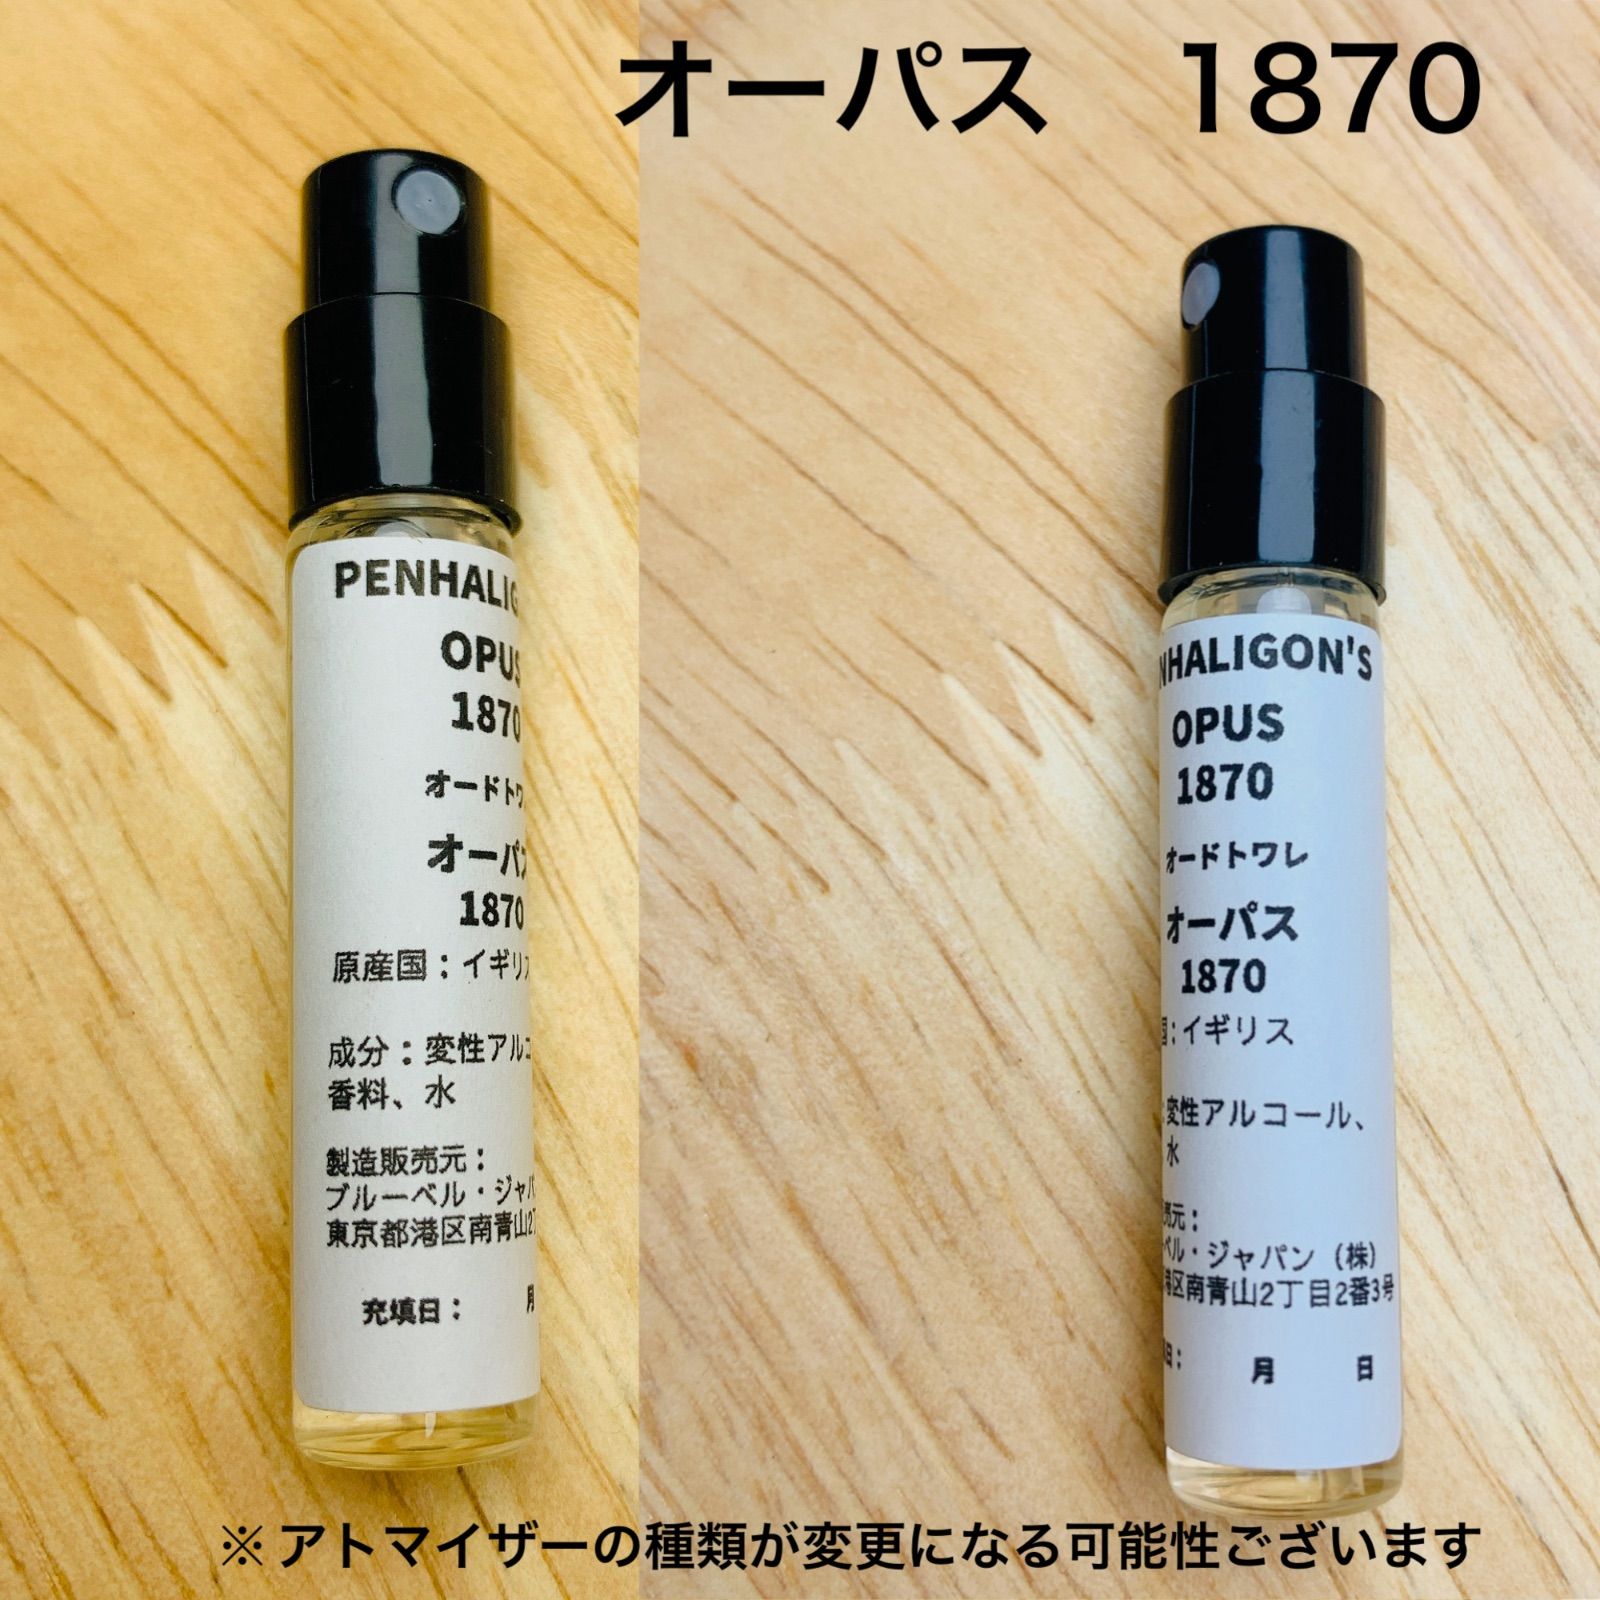 オーパス 1870
PENHALIG
OPUS
1870
オードトワ
オーパス
1870
原産国：イギリス
成分：変性アルコ
香料、水
製造販売元：
ブルーベル・ジャパ
東京都港区南青山2丁
充填日： 月
NHALIGON'S
OPUS
1870
オードトワレ
オーパス
1870
国：イギリス
：変性アルコール、
水
売元：
ーベル・ジャパン（株）
港区南青山2丁目2番3号
日： 月 日
※アトマイザーの種類が変更になる可能性ございます